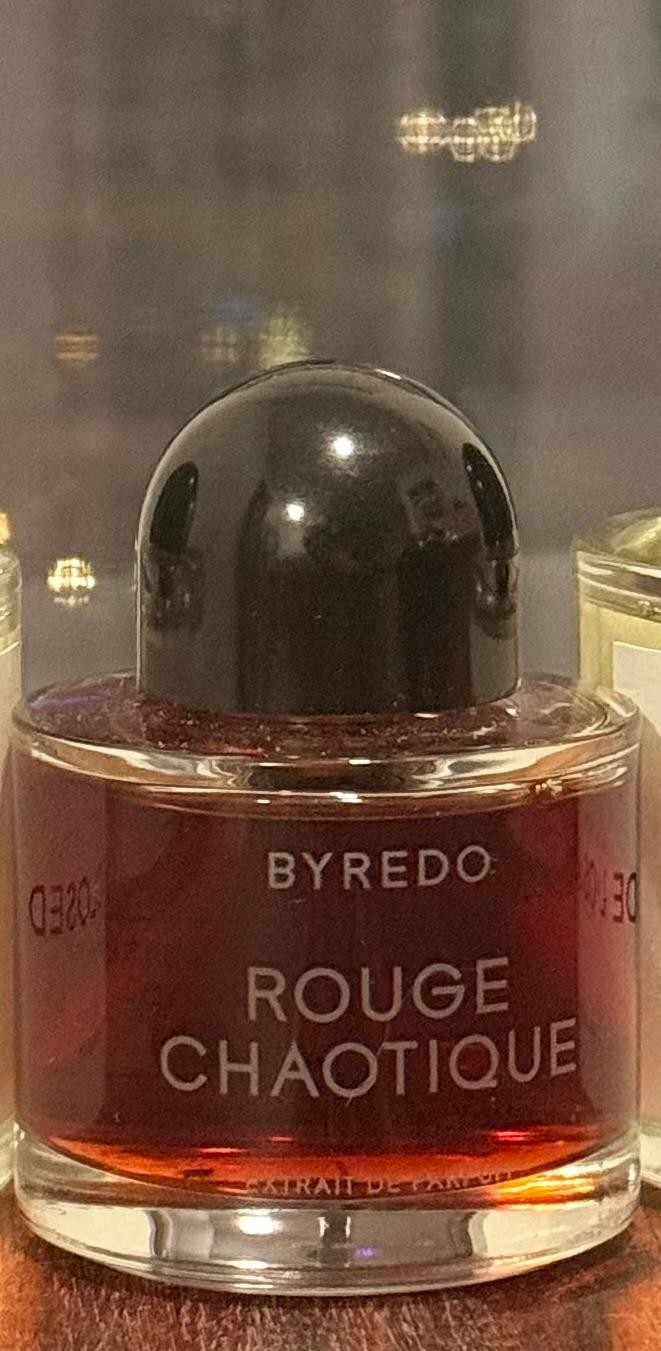 BYREDO
ROUGE
CHAOTIQUE
EXTRAIT DE PARFUM